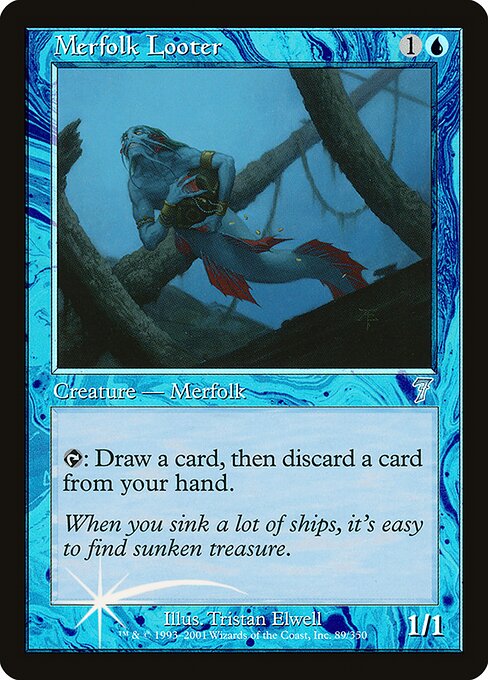 Merfolk Looter 1
Creature — Merfolk 7
: Draw a card, then discard a card
from your hand.
When you sink a lot of ships, it's easy
to find sunken treasure.
Illus. Tristan Elwell
™ & © 1993–2001 Wizards of the Coast, Inc. 89/350
1/1